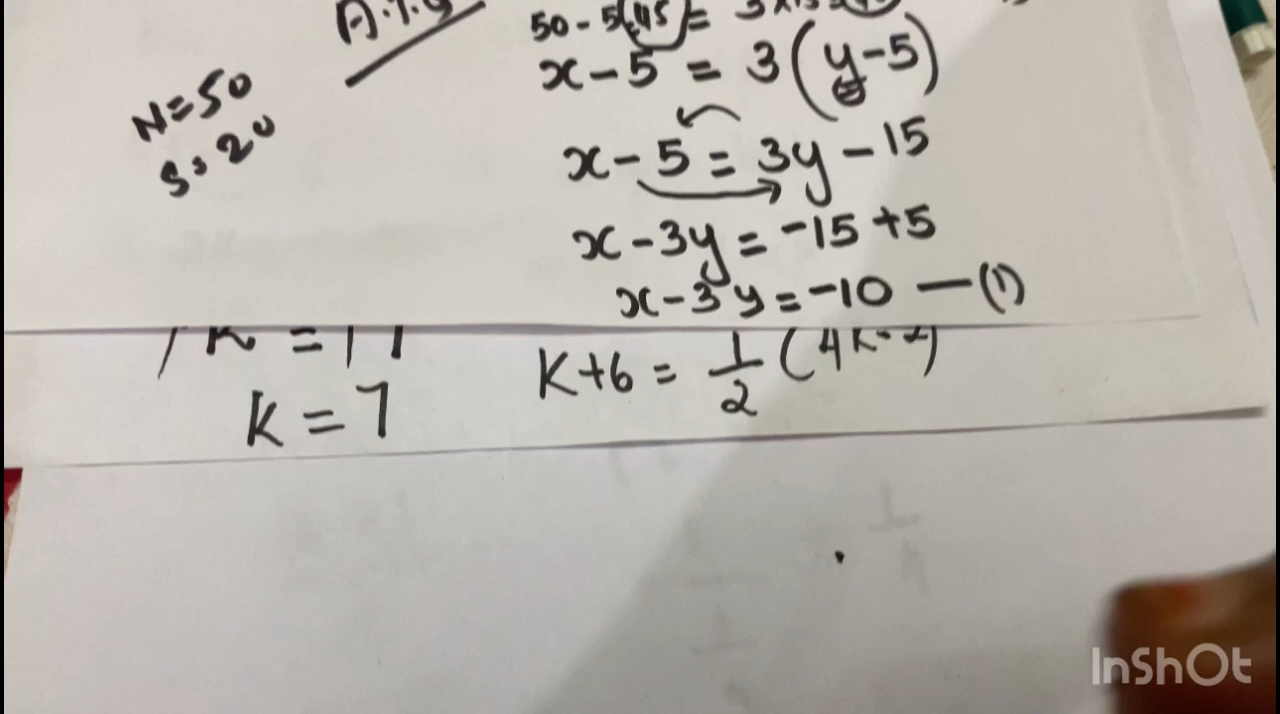 A.T.Q
N=50
S=20
x-5 = 3(y-5)
x-5 = 3y-15
x-3y = -15+5
x-3y = -10 —(1)
K+6 = 1/2 (4K-2)
K=7
InShOt